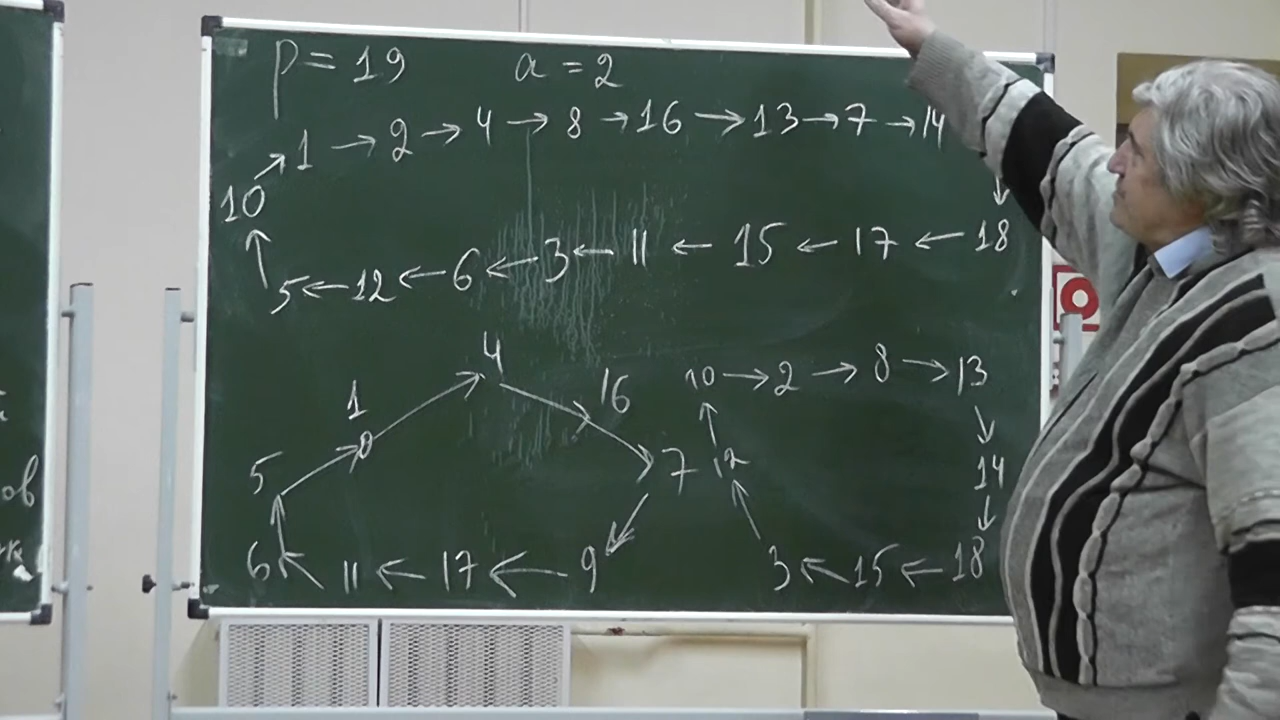 p = 19 a = 2
1 → 2 → 4 → 8 → 16 → 13 → 7 → 14
10
5 ← 12 ← 6 ← 3 ← 11 ← 15 ← 17 ← 18
4
1 16 10 → 2 → 8 → 13
5 7 12 14
6 ← 11 ← 17 ← 9 3 ← 15 ← 18
ов